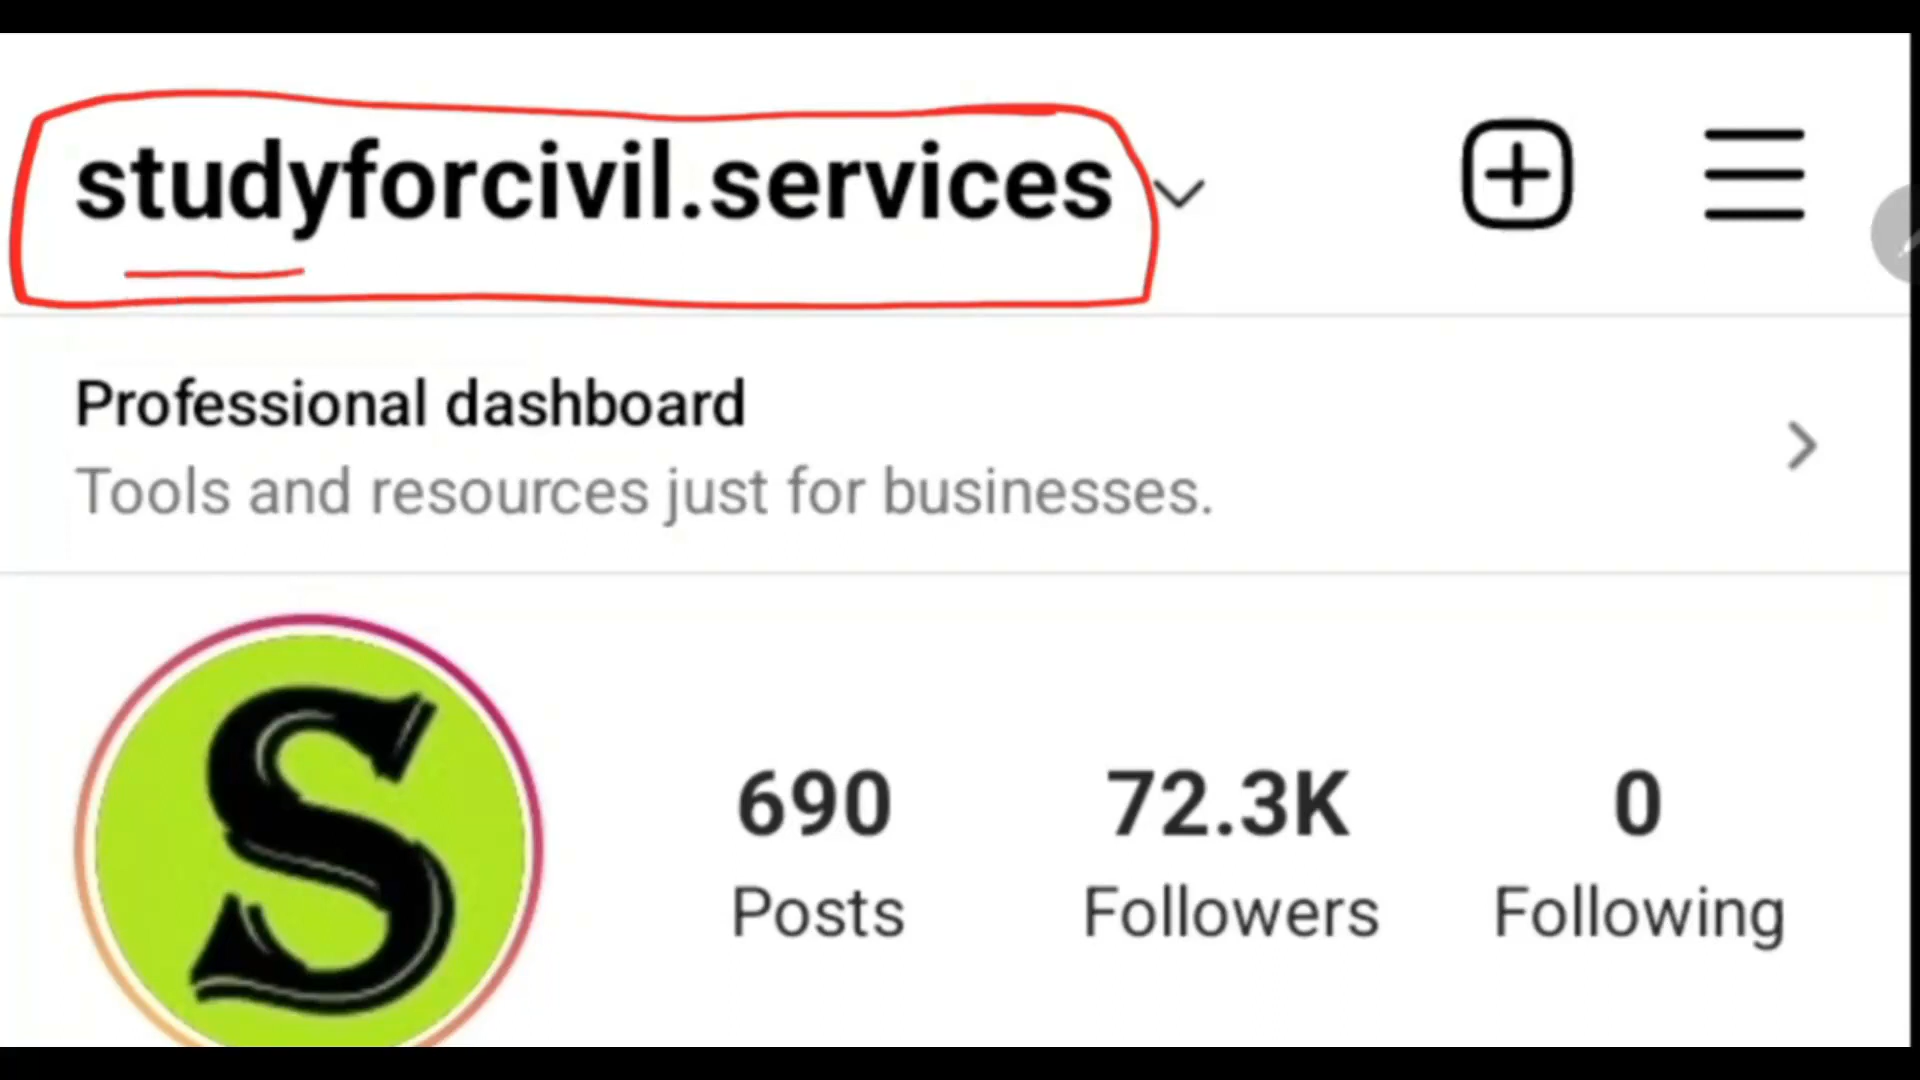 studyforcivil.services
Professional dashboard
Tools and resources just for businesses.
S
690 72.3K 0
Posts Followers Following